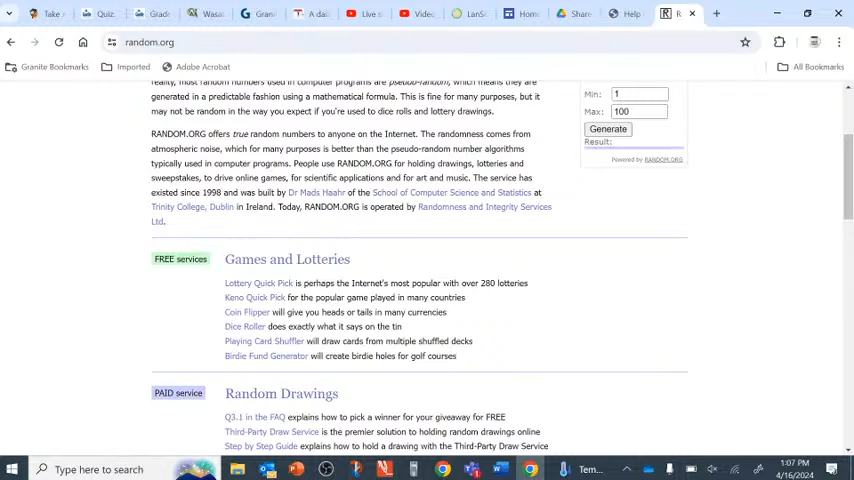 Take
Quiz.
Grade
Wasat
Grani
A dail
Live s
Video
LanSc
Home
Share
Help
R
random.org
Granite Bookmarks
Imported
Adobe Acrobat
All Bookmarks
reality, most random numbers used in computer programs are pseudo-random, which means they are
generated in a predictable fashion using a mathematical formula. This is fine for many purposes, but it
may not be random in the way you expect if you're used to dice rolls and lottery drawings.
RANDOM.ORG offers true random numbers to anyone on the Internet. The randomness comes from
atmospheric noise, which for many purposes is better than the pseudo-random number algorithms
typically used in computer programs. People use RANDOM.ORG for holding drawings, lotteries and
sweepstakes, to drive online games, for scientific applications and for art and music. The service has
existed since 1998 and was built by Dr Mads Haahr of the School of Computer Science and Statistics at
Trinity College, Dublin in Ireland. Today, RANDOM.ORG is operated by Randomness and Integrity Services
Ltd.
Min: 1
Max: 100
Generate
Result:
Powered by RANDOM.ORG
FREE services
Games and Lotteries
Lottery Quick Pick is perhaps the Internet's most popular with over 280 lotteries
Keno Quick Pick for the popular game played in many countries
Coin Flipper will give you heads or tails in many currencies
Dice Roller does exactly what it says on the tin
Playing Card Shuffler will draw cards from multiple shuffled decks
Birdie Fund Generator will create birdie holes for golf courses
PAID service
Random Drawings
Q3.1 in the FAQ explains how to pick a winner for your giveaway for FREE
Third-Party Draw Service is the premier solution to holding random drawings online
Step by Step Guide explains how to hold a drawing with the Third-Party Draw Service
Type here to search
Tem...
1:07 PM
4/16/2024